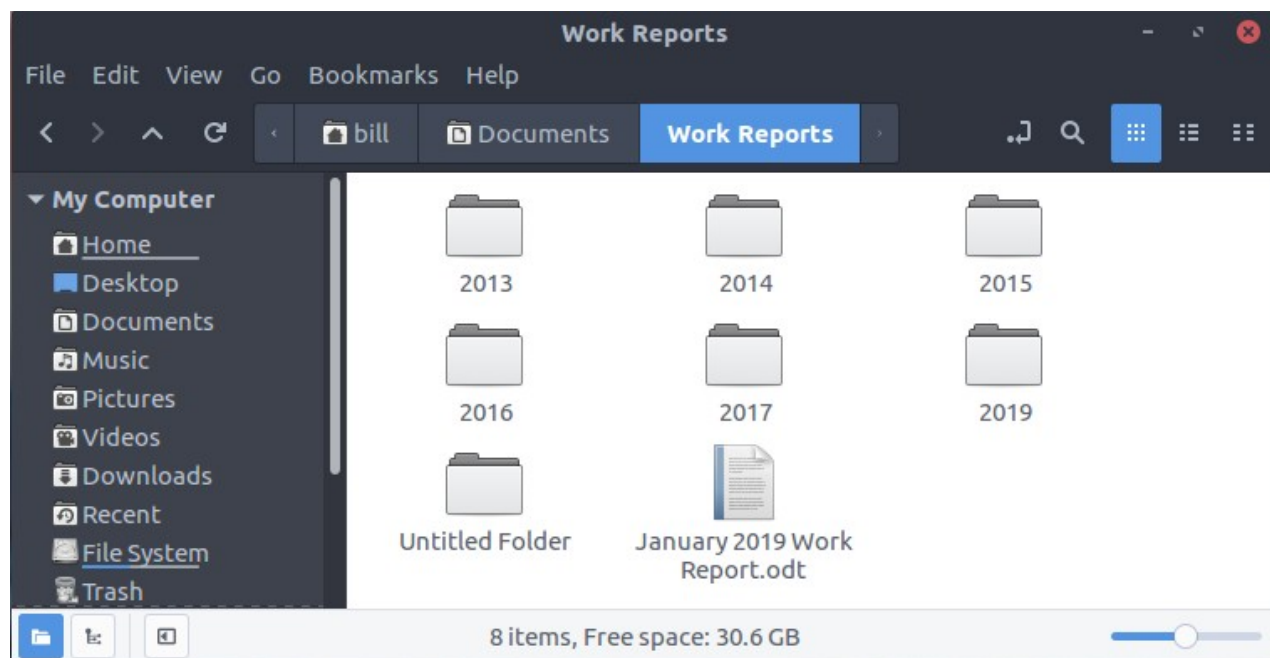 Work Reports
File Edit View Go Bookmarks Help
bill Documents Work Reports
My Computer
Home
Desktop
Documents
Music
Pictures
Videos
Downloads
Recent
File System
Trash
2013 2014 2015
2016 2017 2019
Untitled Folder January 2019 Work
Report.odt
8 items, Free space: 30.6 GB